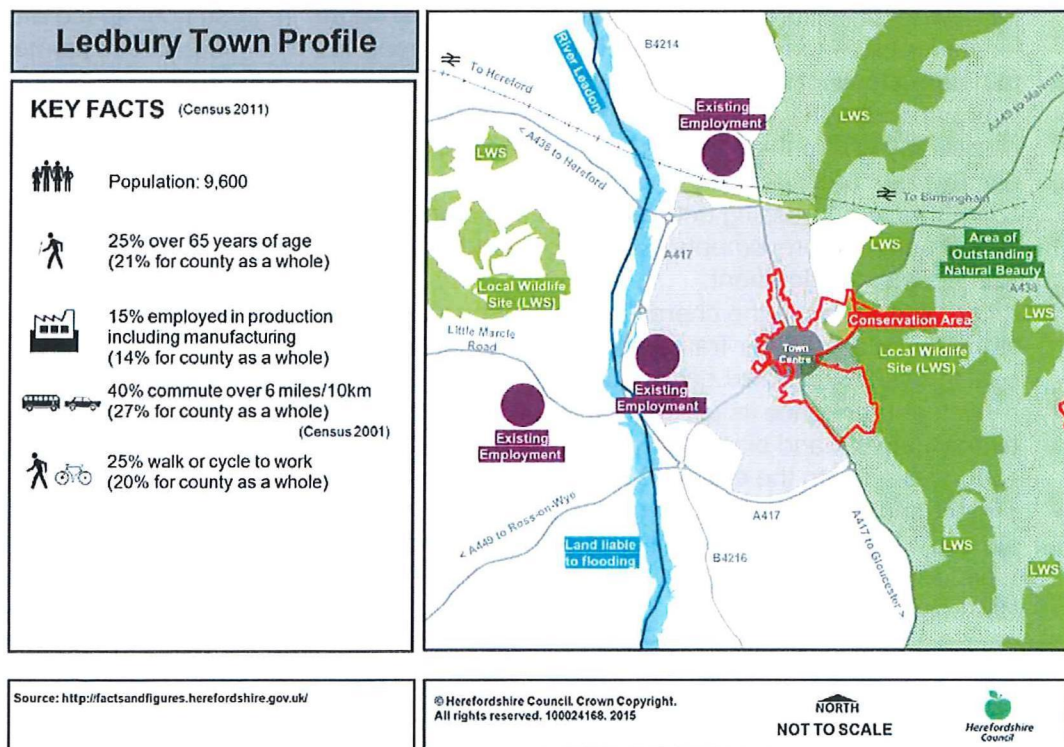 Ledbury Town Profile
KEY FACTS (Census 2011)
Population: 9,600
25% over 65 years of age
(21% for county as a whole)
15% employed in production
including manufacturing
(14% for county as a whole)
40% commute over 6 miles/10km
(27% for county as a whole)
(Census 2001)
25% walk or cycle to work
(20% for county as a whole)
River Leadon
B4214
To Hereford
< A438 to Hereford
Existing
Employment
LWS
LWS
A449 to Malvern
To Birmingham
LWS
Area of
Outstanding
Natural Beauty
A438
A417
Local Wildlife
Site (LWS)
Conservation Area
LWS
Little Marcle
Road
Town
Centre
Local Wildlife
Site (LWS)
Existing
Employment
Existing
Employment
< A449 to Ross-on-Wye
A417
A417 to Gloucester >
Land liable
to flooding
B4216
LWS
LWS
Source: http://factsandfigures.herefordshire.gov.uk/
© Herefordshire Council. Crown Copyright.
All rights reserved. 100024168. 2015
NORTH
NOT TO SCALE
Herefordshire
Council